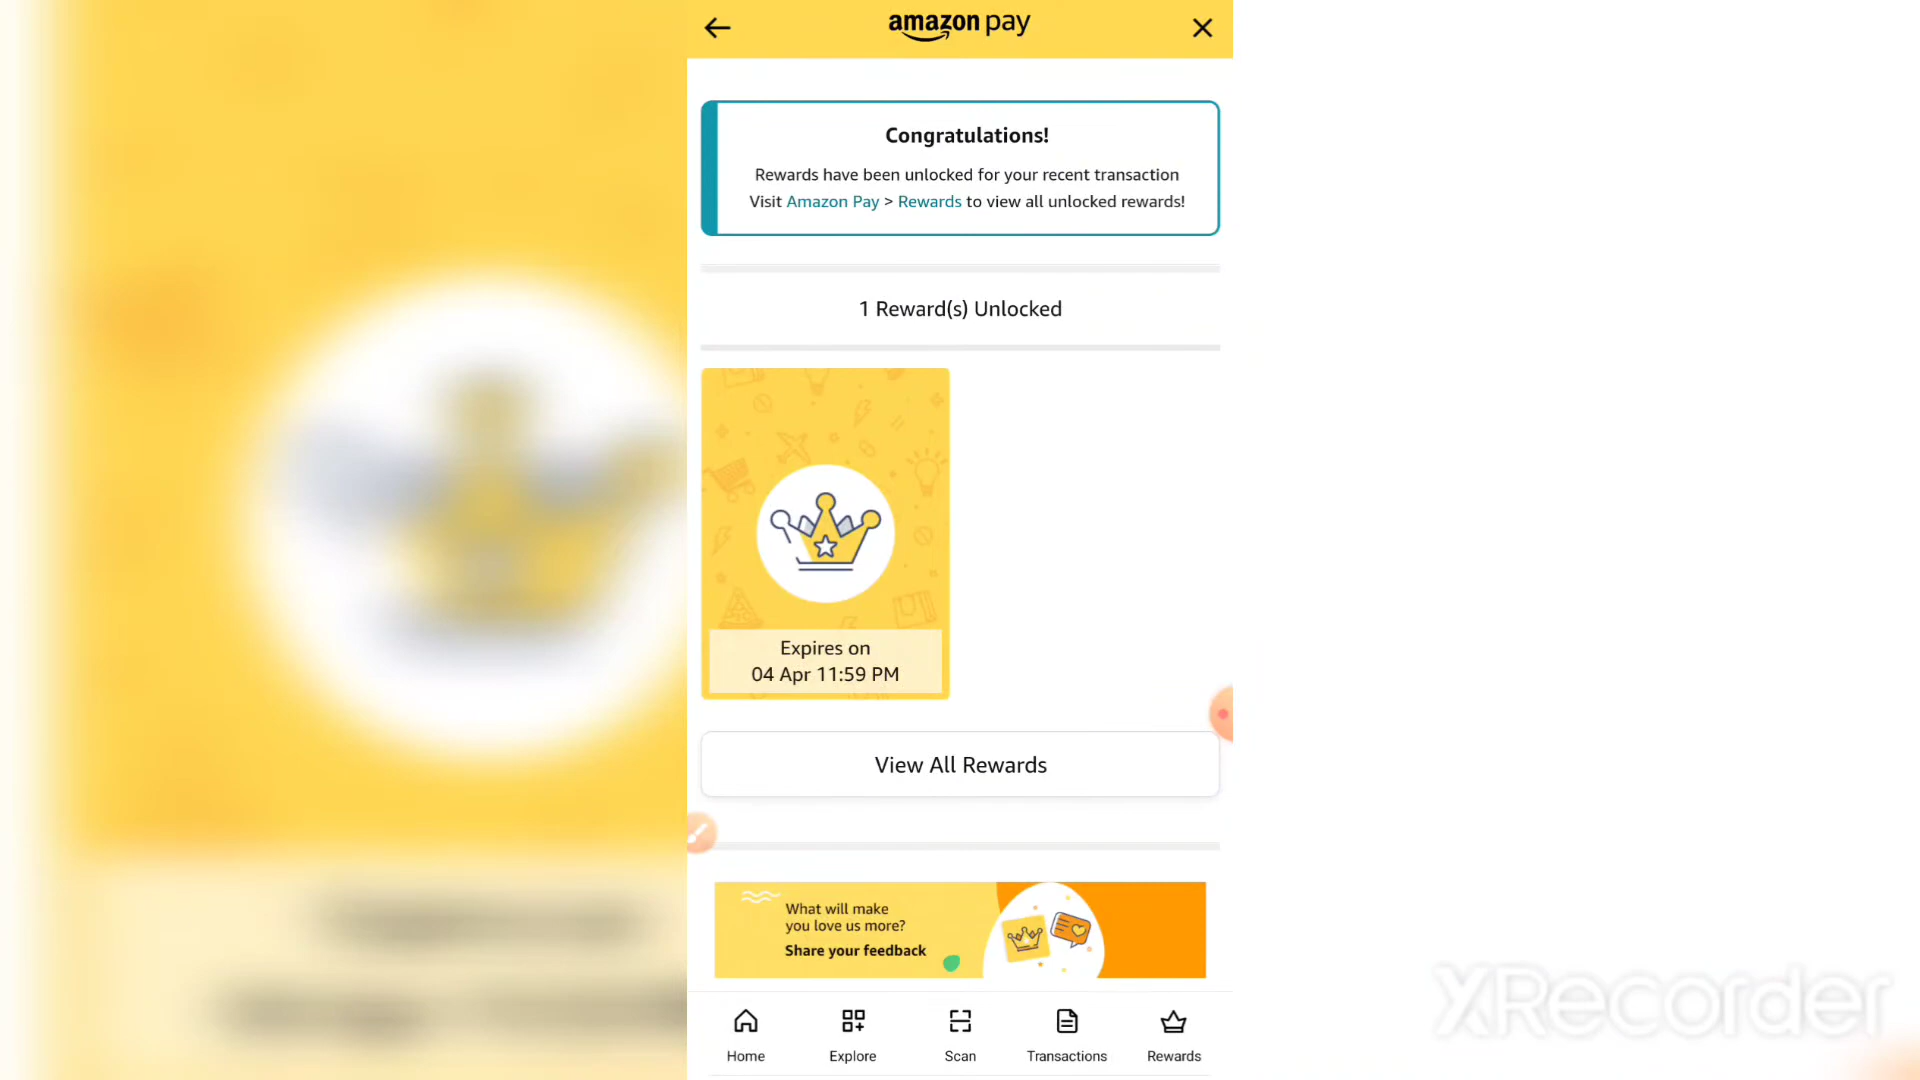 amazon pay
Congratulations!
Rewards have been unlocked for your recent transaction
Visit Amazon Pay > Rewards to view all unlocked rewards!
1 Reward(s) Unlocked
Expires on
04 Apr 11:59 PM
View All Rewards
What will make
you love us more?
Share your feedback
Home
Explore
Scan
Transactions
Rewards
XRecorder